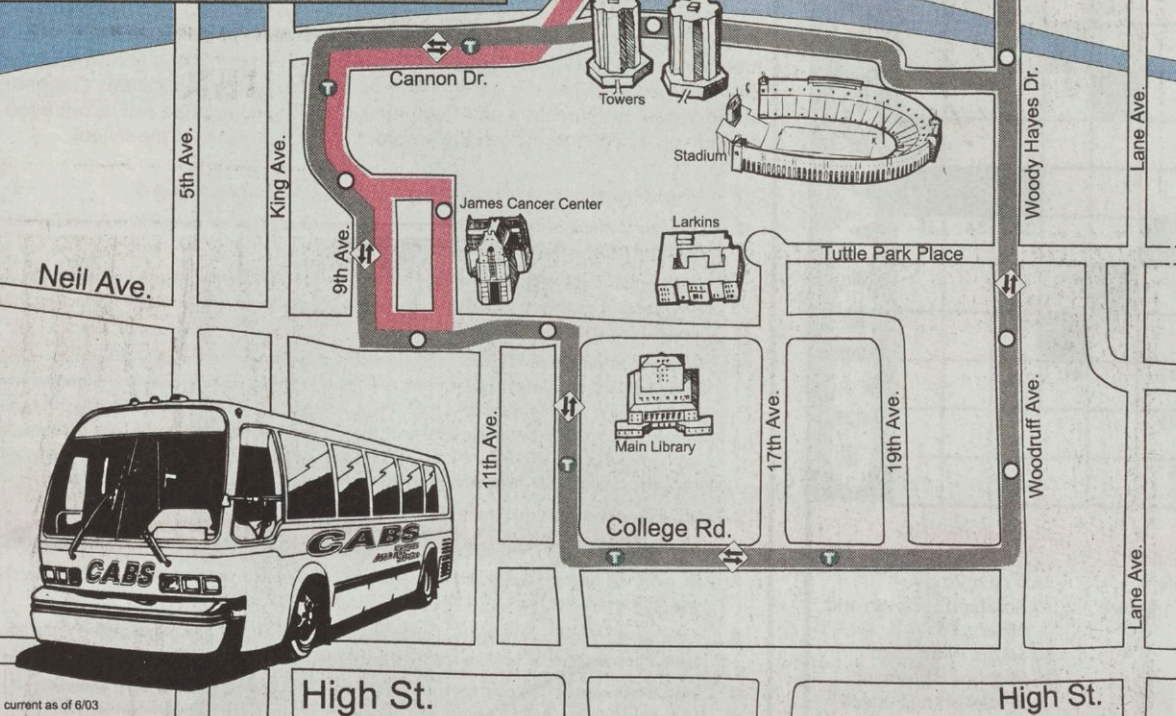 Cannon Dr.
Towers
Stadium
Woody Hayes Dr.
Lane Ave.
5th Ave.
King Ave.
James Cancer Center
Larkins
9th Ave.
Tuttle Park Place
Neil Ave.
Main Library
11th Ave.
17th Ave.
19th Ave.
Woodruff Ave.
College Rd.
T
T
T
T
T
CABS
CABS
Lane Ave.
High St.
High St.
current as of 6/03